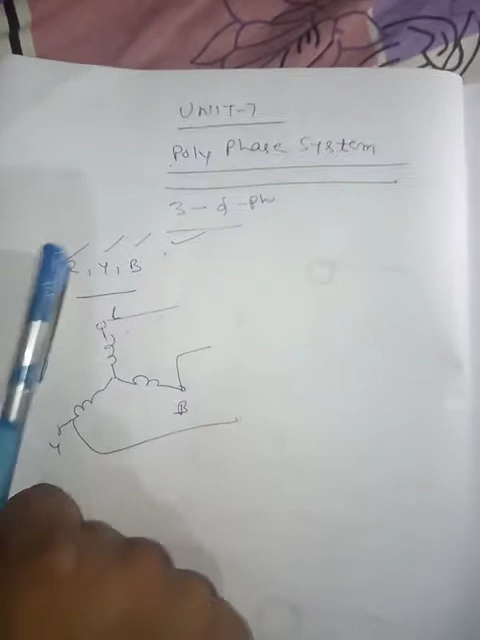 UNIT-7
Poly Phase System
3-ϕ-Ph
R, Y, B
B
Y